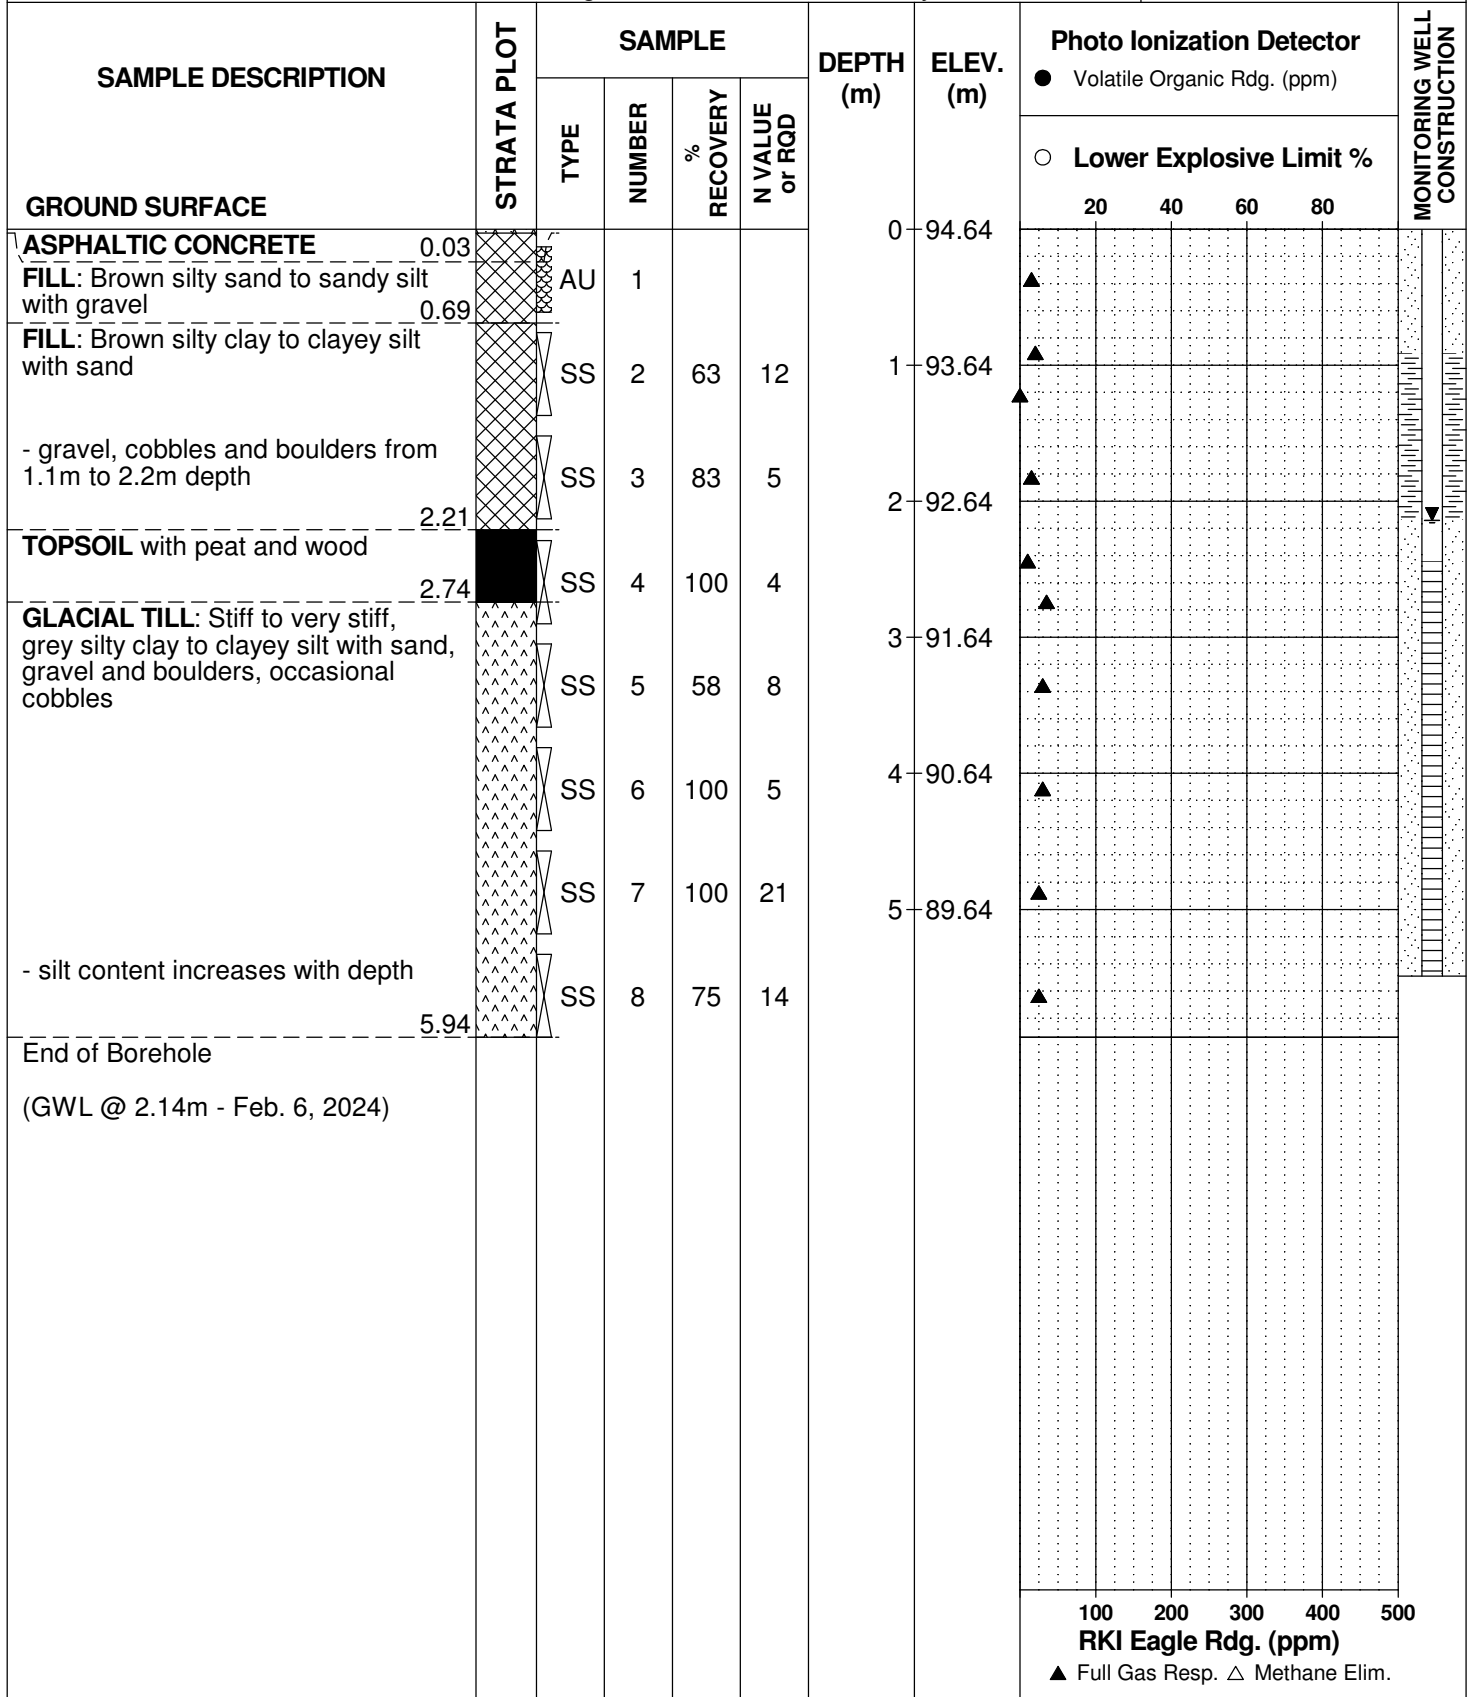 SAMPLE DESCRIPTION
GROUND SURFACE
STRATA PLOT
SAMPLE
TYPE
NUMBER
% RECOVERY
N VALUE or RQD
DEPTH (m)
ELEV. (m)
Photo Ionization Detector
● Volatile Organic Rdg. (ppm)
○ Lower Explosive Limit %
20 40 60 80
MONITORING WELL CONSTRUCTION
0 94.64
ASPHALTIC CONCRETE 0.03
FILL: Brown silty sand to sandy silt
with gravel 0.69
AU 1
FILL: Brown silty clay to clayey silt
with sand
SS 2 63 12
1 93.64
- gravel, cobbles and boulders from
1.1m to 2.2m depth
2.21
SS 3 83 5
2 92.64
TOPSOIL with peat and wood
2.74
SS 4 100 4
GLACIAL TILL: Stiff to very stiff,
grey silty clay to clayey silt with sand,
gravel and boulders, occasional
cobbles
3 91.64
SS 5 58 8
4 90.64
SS 6 100 5
SS 7 100 21
5 89.64
- silt content increases with depth
5.94
SS 8 75 14
End of Borehole
(GWL @ 2.14m - Feb. 6, 2024)
100 200 300 400 500
RKI Eagle Rdg. (ppm)
▲ Full Gas Resp. △ Methane Elim.